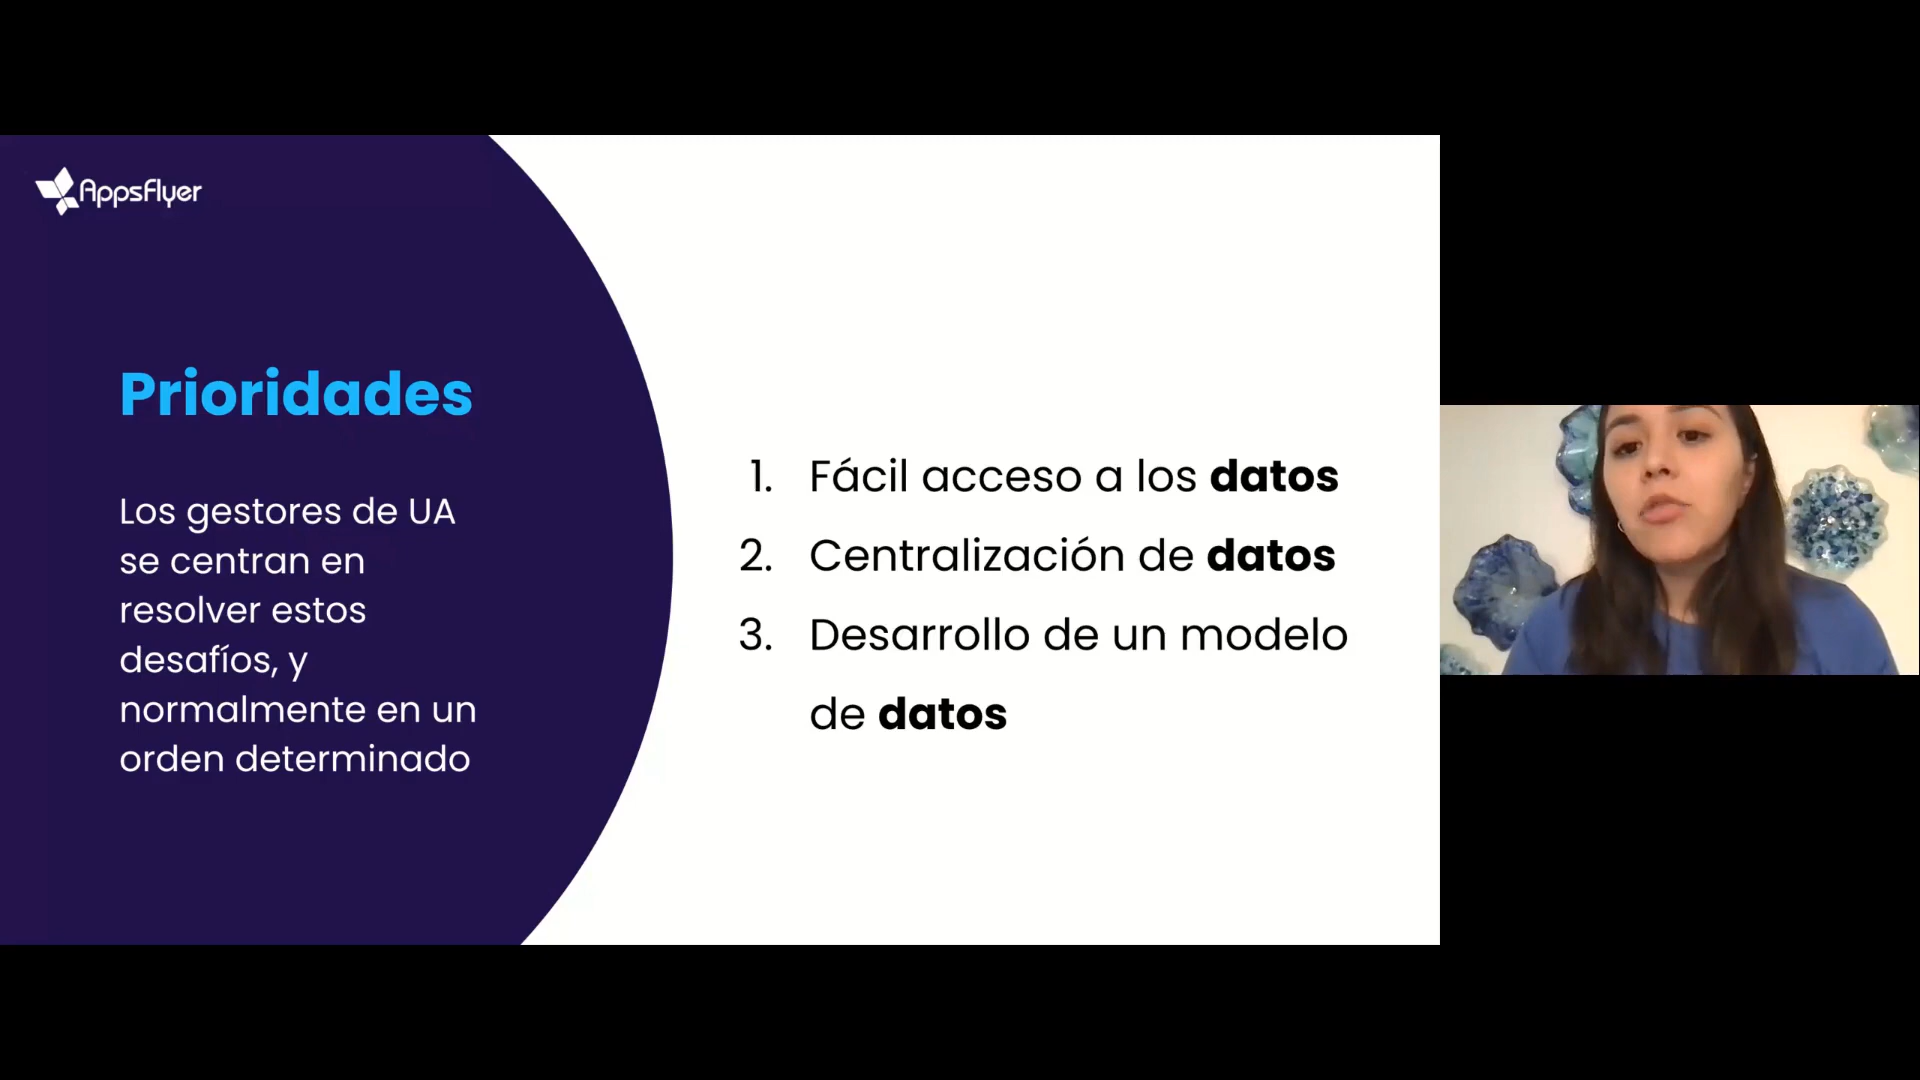 AppsFlyer
Prioridades
Los gestores de UA
se centran en
resolver estos
desafíos, y
normalmente en un
orden determinado
1. Fácil acceso a los datos
2. Centralización de datos
3. Desarrollo de un modelo
de datos